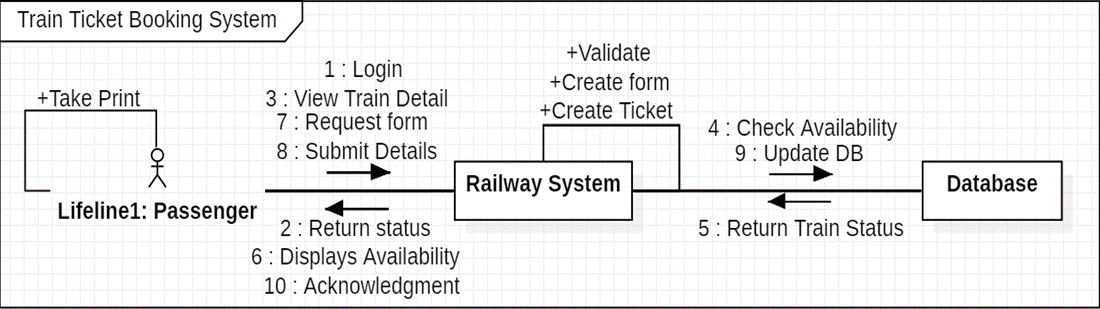 Train Ticket Booking System
+Take Print
1 : Login
3 : View Train Detail
7 : Request form
8 : Submit Details
+Validate
+Create form
+Create Ticket
4 : Check Availability
9 : Update DB
Lifeline1: Passenger
Railway System
Database
2 : Return status
6 : Displays Availability
10 : Acknowledgment
5 : Return Train Status